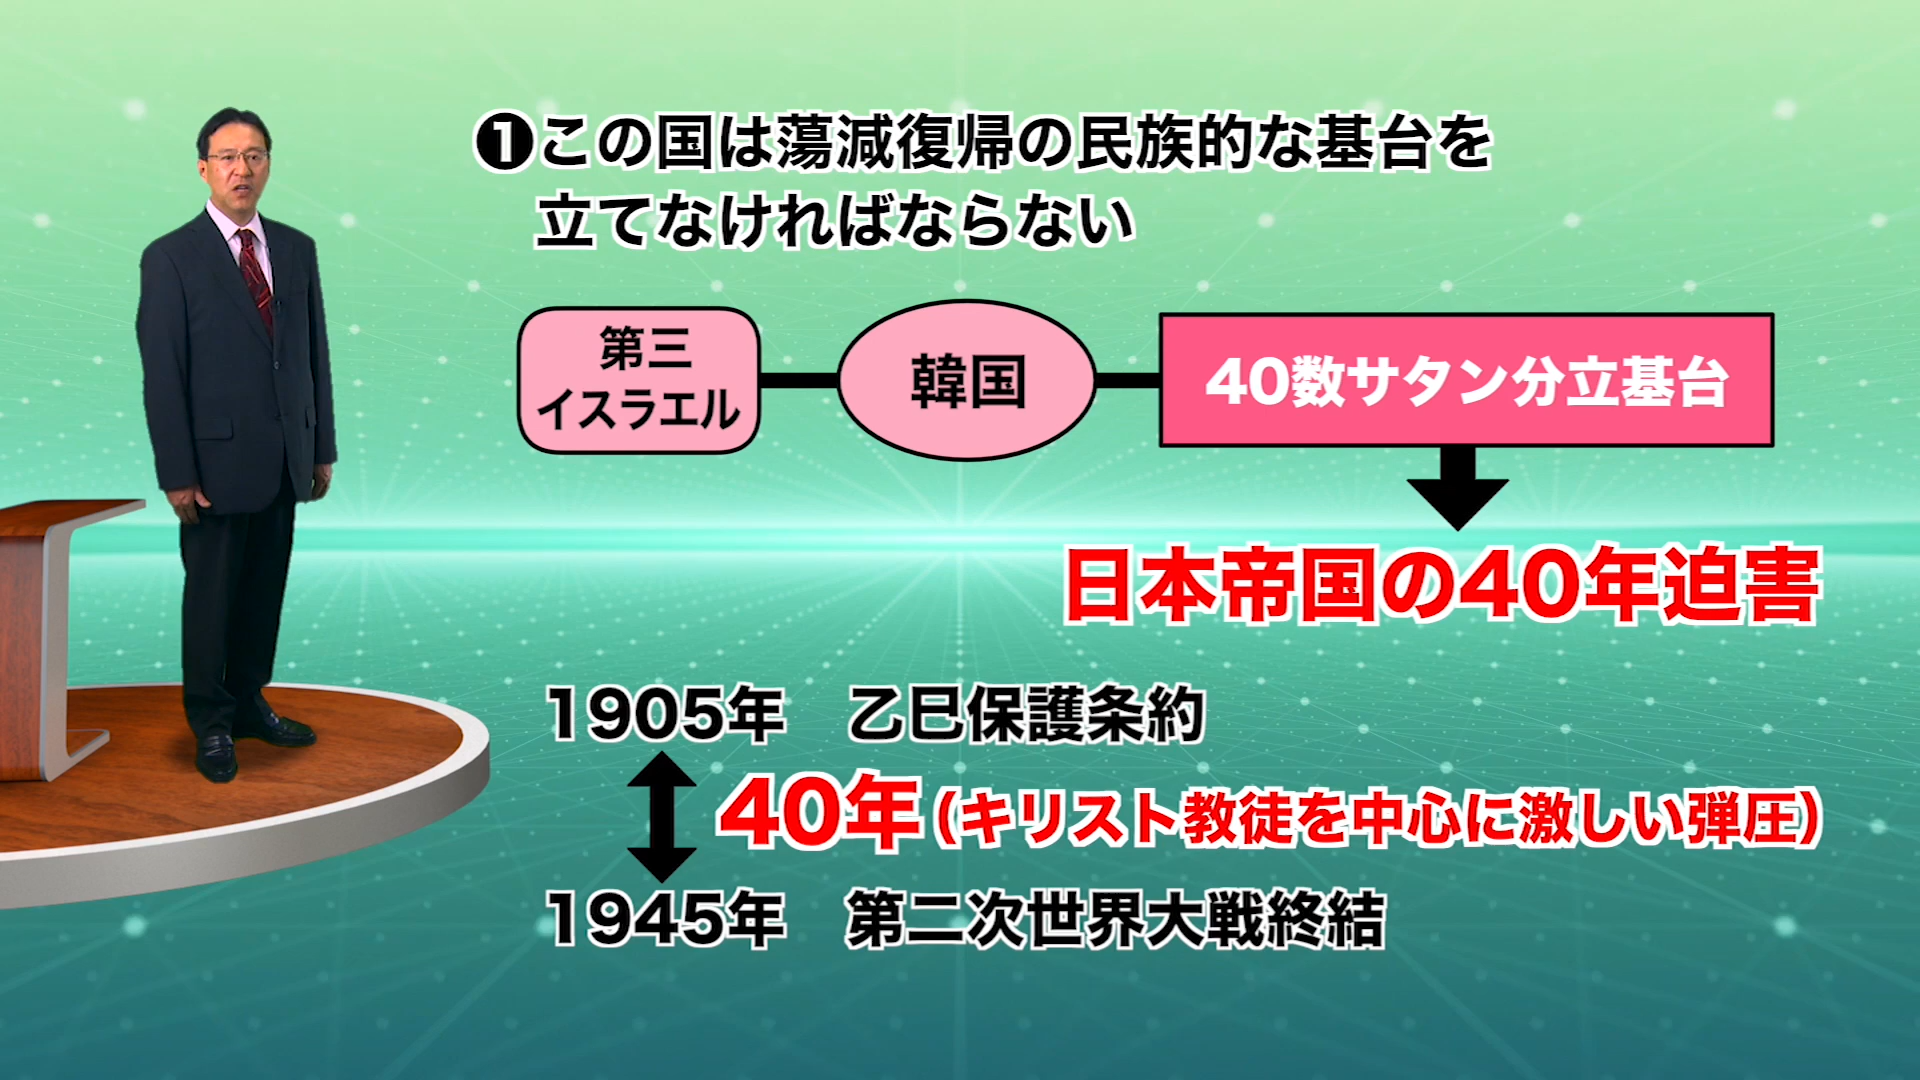 ❶この国は蕩減復帰の民族的な基台を
立てなければならない
第三
イスラエル
韓国
40数サタン分立基台
日本帝国の40年迫害
1905年 乙巳保護条約
40年（キリスト教徒を中心に激しい弾圧）
1945年 第二次世界大戦終結